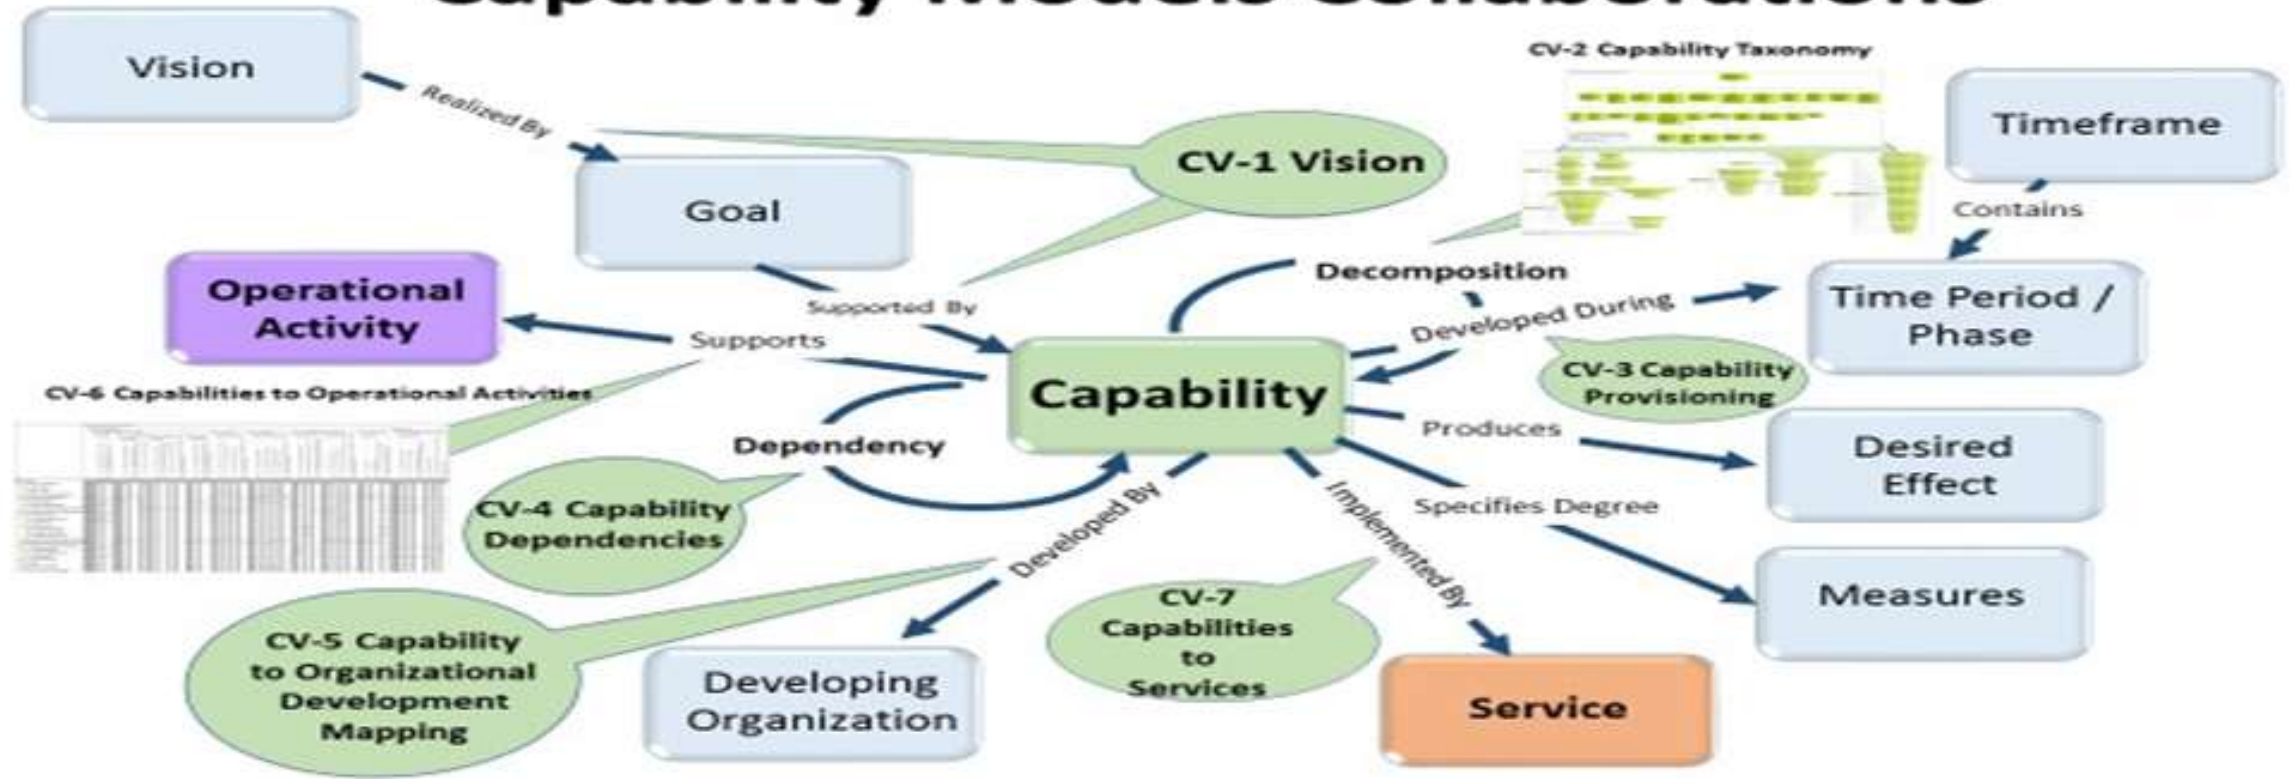 Capability Models Collaborations
Vision
CV-2 Capability Taxonomy
Timeframe
Realized By
CV-1 Vision
Goal
Contains
Operational
Activity
Decomposition
Time Period /
Phase
Supported By
Developed During
Supports
CV-3 Capability
Provisioning
Capability
CV-6 Capabilities to Operational Activities
Dependency
Produces
Desired
Effect
CV-4 Capability
Dependencies
Developed By
Implemented By
Specifies Degree
Measures
CV-5 Capability
to Organizational
Development
Mapping
Developing
Organization
CV-7
Capabilities
to
Services
Service